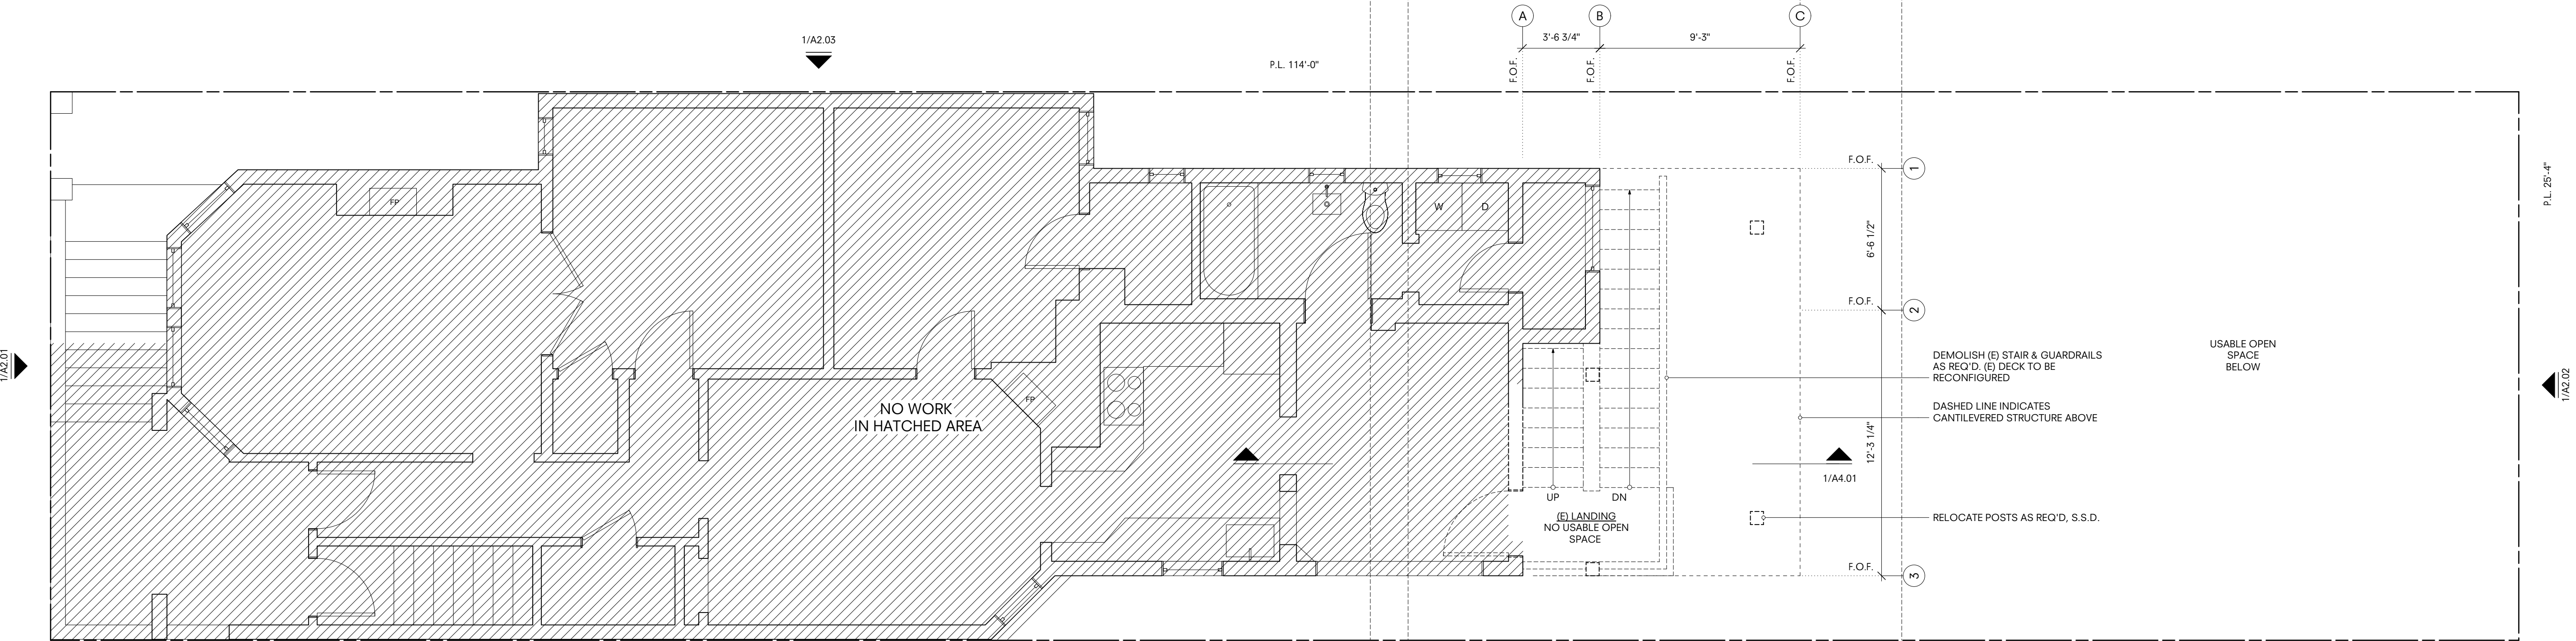 A
B
C
1/A2.03
3'-6 3/4"
9'-3"
P.L. 114'-0"
F.O.F.
F.O.F.
F.O.F.
F.O.F.
1
P.L. 25'-4"
FP
W
D
6'-6 1/2"
F.O.F.
2
1/A2.01
DEMOLISH (E) STAIR & GUARDRAILS
AS REQ'D. (E) DECK TO BE
RECONFIGURED
USABLE OPEN
SPACE
BELOW
1/A2.02
FP
NO WORK
IN HATCHED AREA
DASHED LINE INDICATES
CANTILEVERED STRUCTURE ABOVE
12'-3 1/4"
1/A4.01
UP
DN
(E) LANDING
NO USABLE OPEN
SPACE
RELOCATE POSTS AS REQ'D, S.S.D.
F.O.F.
3